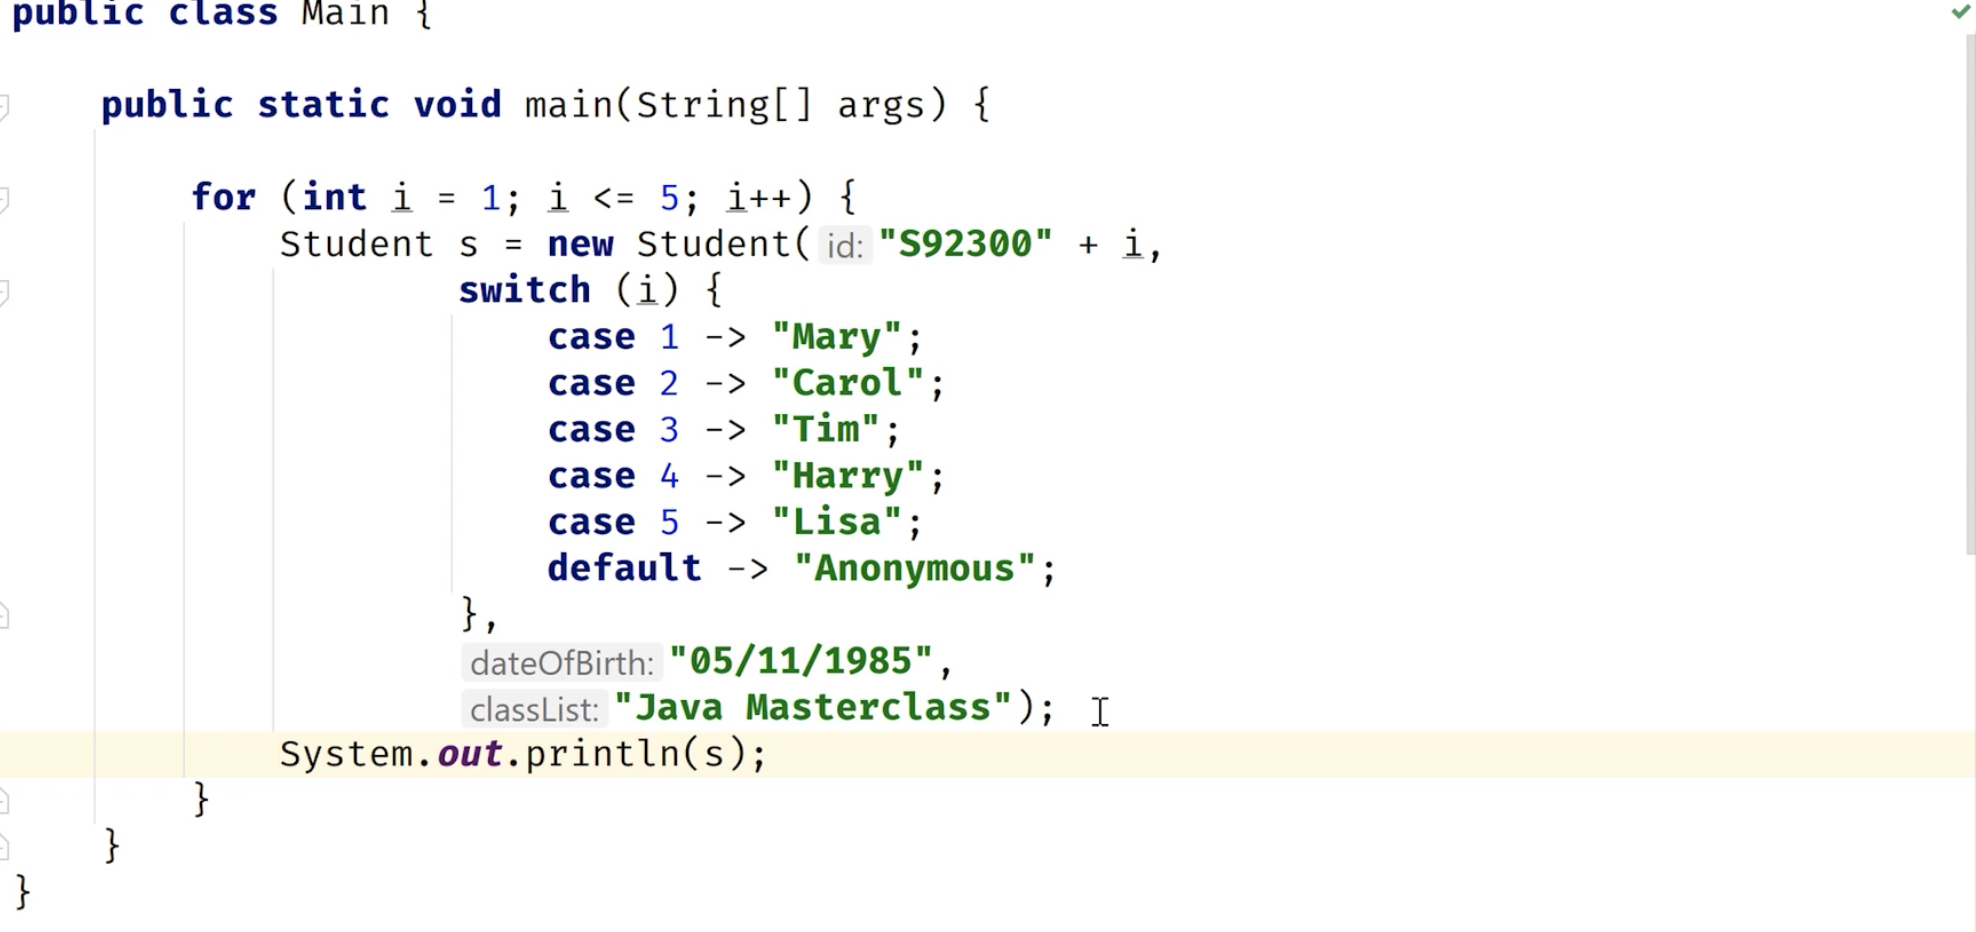 public class Main {
public static void main(String[] args) {
for (int i = 1; i <= 5; i++) {
Student s = new Student( id: "S92300" + i,
switch (i) {
case 1 -> "Mary";
case 2 -> "Carol";
case 3 -> "Tim";
case 4 -> "Harry";
case 5 -> "Lisa";
default -> "Anonymous";
},
dateOfBirth: "05/11/1985",
classList: "Java Masterclass");
System.out.println(s);
}
}
}